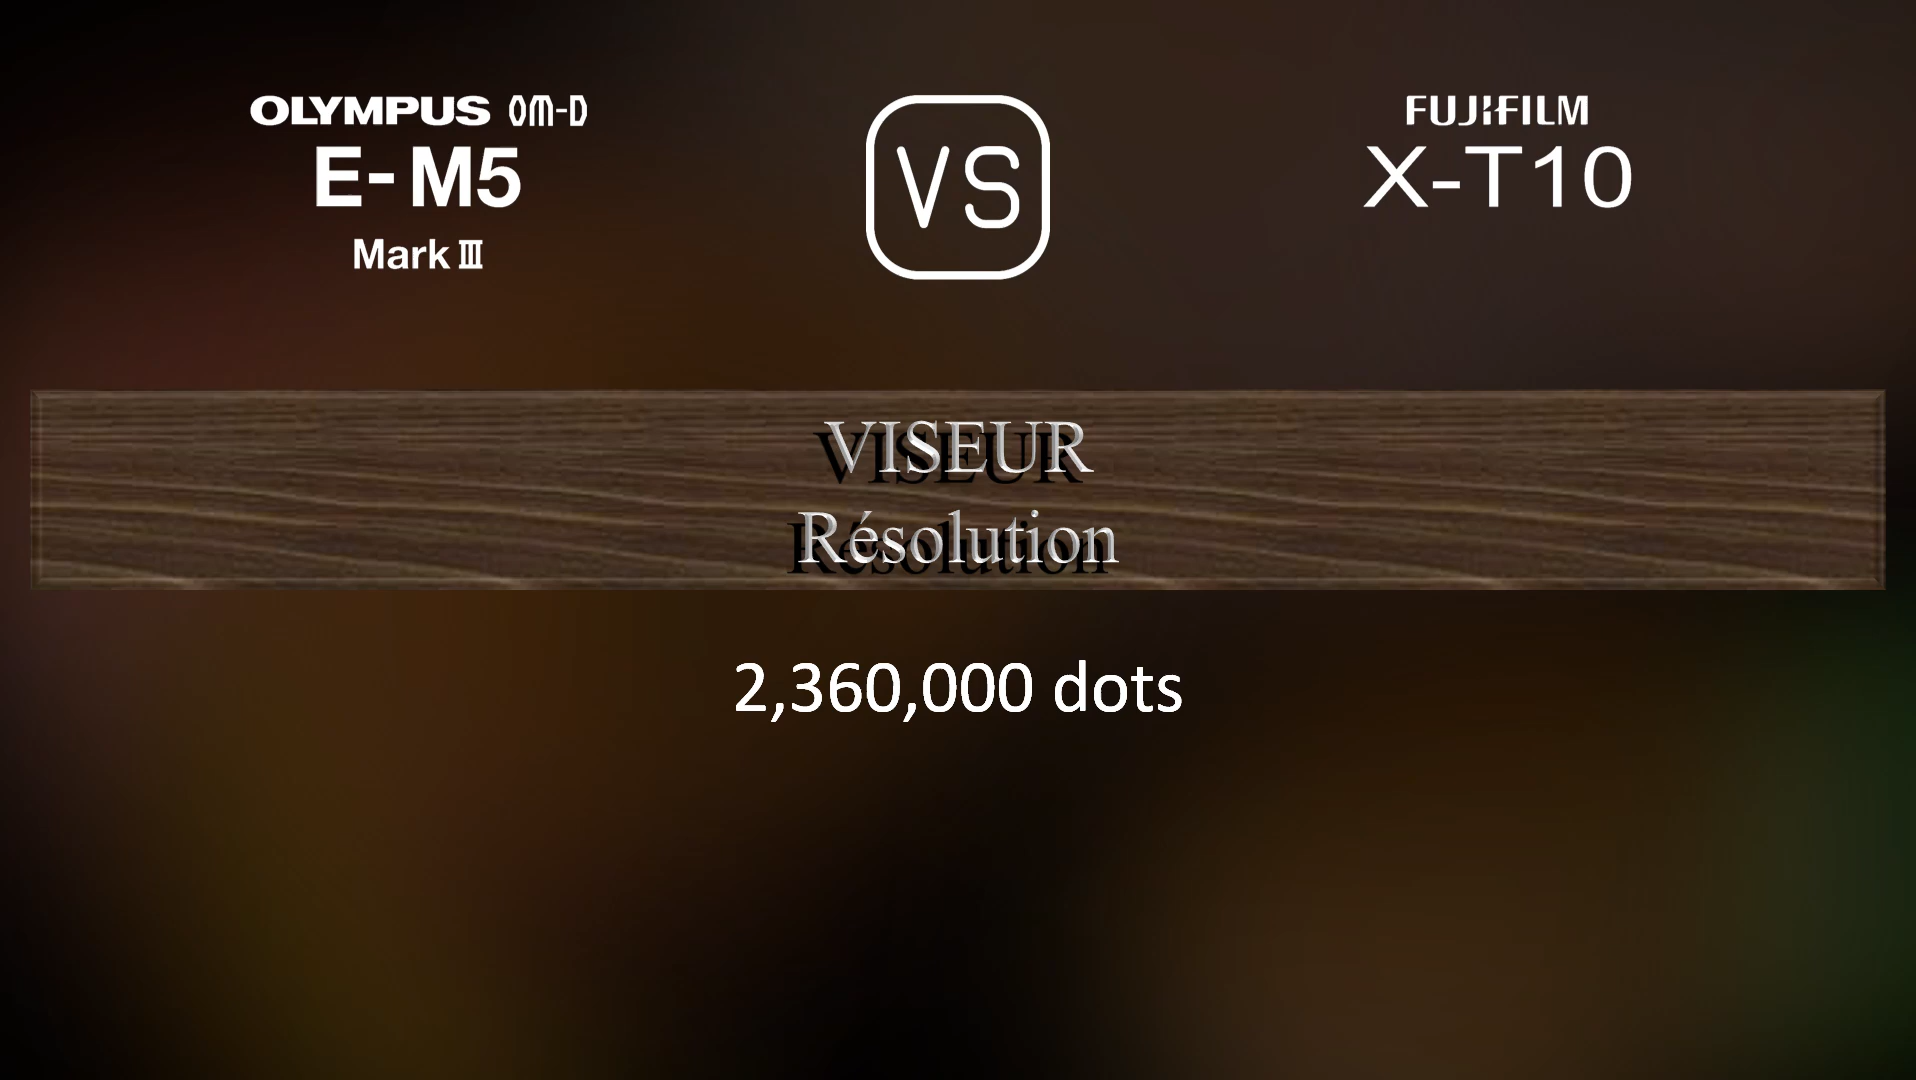 OLYMPUS OM-D
E-M5
Mark III
VS
FUJIFILM
X-T10
VISEUR
Résolution
2,360,000 dots